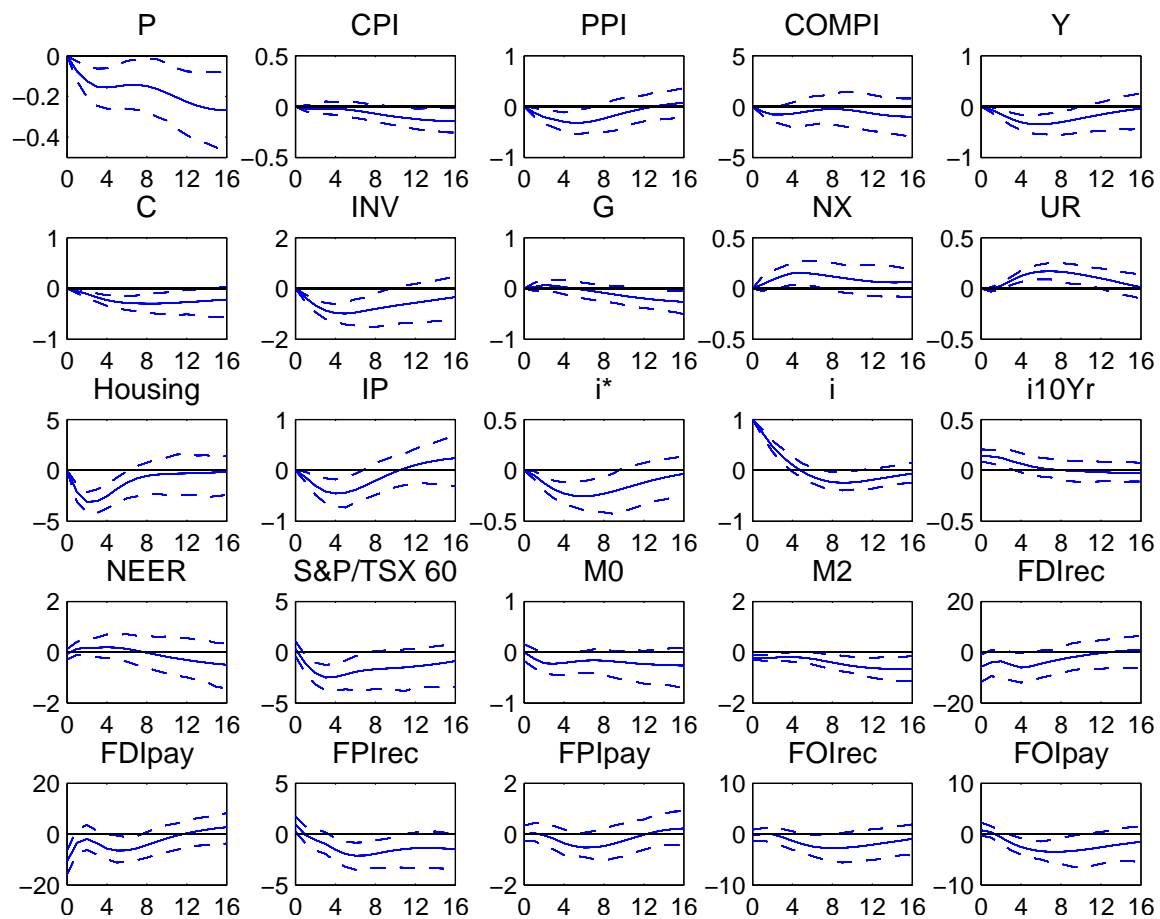 P CPI PPI COMPI Y
0 0.5 1 5 1
−0.2 0 0 0 0
−0.4
−0.5 −1 −5 −1
0 4 8 12 16 0 4 8 12 16 0 4 8 12 16 0 4 8 12 16 0 4 8 12 16
C INV G NX UR
1 2 1 0.5 0.5
0 0 0 0 0
−1 −2 −1 −0.5 −0.5
0 4 8 12 16 0 4 8 12 16 0 4 8 12 16 0 4 8 12 16 0 4 8 12 16
Housing IP i* i i10Yr
5 1 0.5 1 0.5
0 0 0 0 0
−5 −1 −0.5 −1 −0.5
0 4 8 12 16 0 4 8 12 16 0 4 8 12 16 0 4 8 12 16 0 4 8 12 16
NEER S&P/TSX 60 M0 M2 FDIrec
2 5 1 2 20
0 0 0 0 0
−2 −5 −1 −2 −20
0 4 8 12 16 0 4 8 12 16 0 4 8 12 16 0 4 8 12 16 0 4 8 12 16
FDIpay FPIrec FPIpay FOIrec FOIpay
20 5 2 10 10
0 0 0 0 0
−20 −5 −2 −10 −10
0 4 8 12 16 0 4 8 12 16 0 4 8 12 16 0 4 8 12 16 0 4 8 12 16